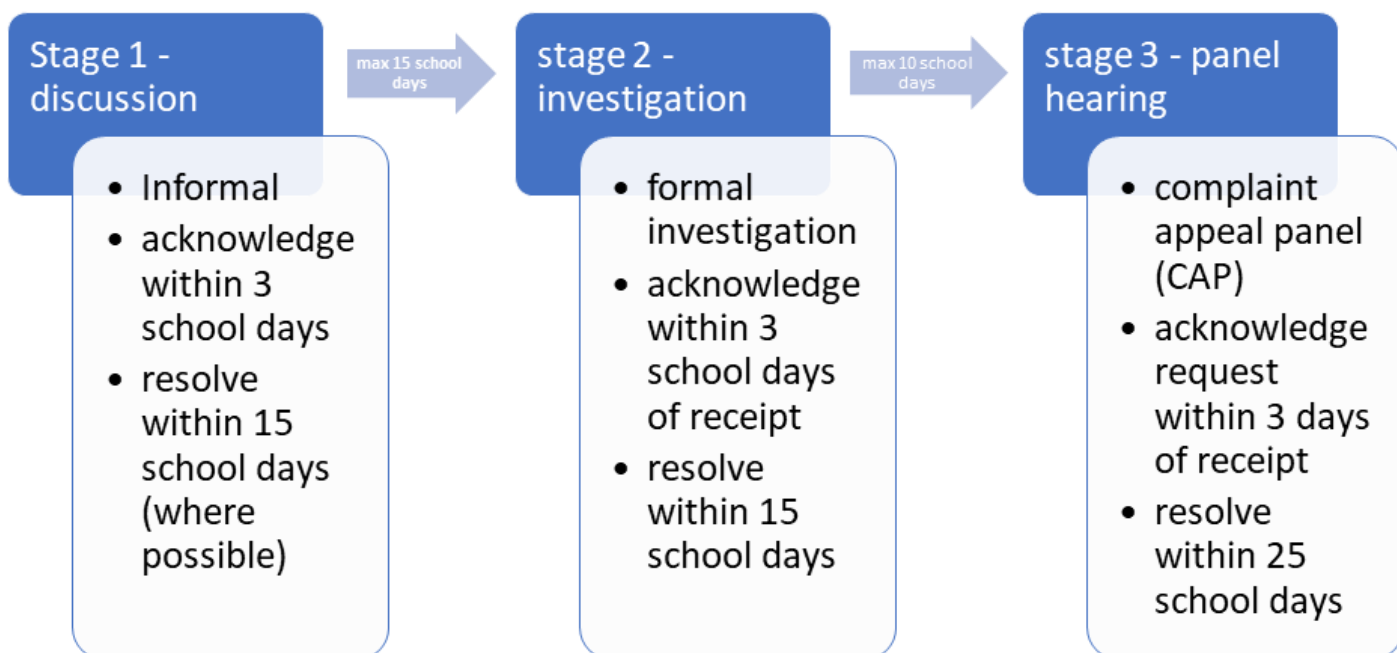 Stage 1 -
discussion
max 15 school
days
stage 2 -
investigation
max 10 school
days
stage 3 - panel
hearing
• Informal
• acknowledge
within 3
school days
• resolve
within 15
school days
(where
possible)
• formal
investigation
• acknowledge
within 3
school days
of receipt
• resolve
within 15
school days
• complaint
appeal panel
(CAP)
• acknowledge
request
within 3 days
of receipt
• resolve
within 25
school days